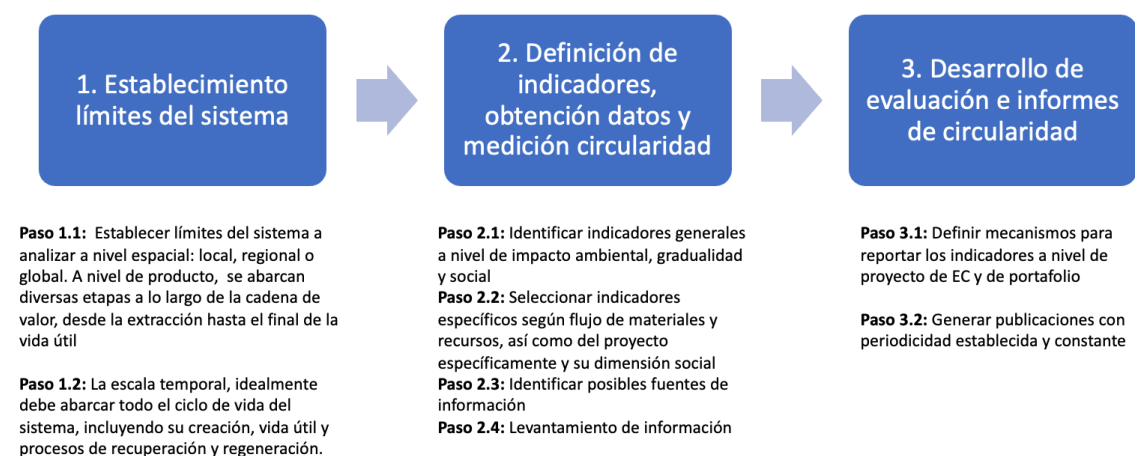 1. Establecimiento
límites del sistema
2. Definición de
indicadores,
obtención datos y
medición circularidad
3. Desarrollo de
evaluación e informes
de circularidad
Paso 1.1:  Establecer límites del sistema a
analizar a nivel espacial: local, regional o
global. A nivel de producto,  se abarcan
diversas etapas a lo largo de la cadena de
valor, desde la extracción hasta el final de la
vida útil
Paso 1.2: La escala temporal, idealmente
debe abarcar todo el ciclo de vida del
sistema, incluyendo su creación, vida útil y
procesos de recuperación y regeneración.
Paso 2.1: Identificar indicadores generales
a nivel de impacto ambiental, gradualidad
y social
Paso 2.2: Seleccionar indicadores
específicos según flujo de materiales y
recursos, así como del proyecto
específicamente y su dimensión social
Paso 2.3: Identificar posibles fuentes de
información
Paso 2.4: Levantamiento de información
Paso 3.1: Definir mecanismos para
reportar los indicadores a nivel de
proyecto de EC y de portafolio
Paso 3.2: Generar publicaciones con
periodicidad establecida y constante